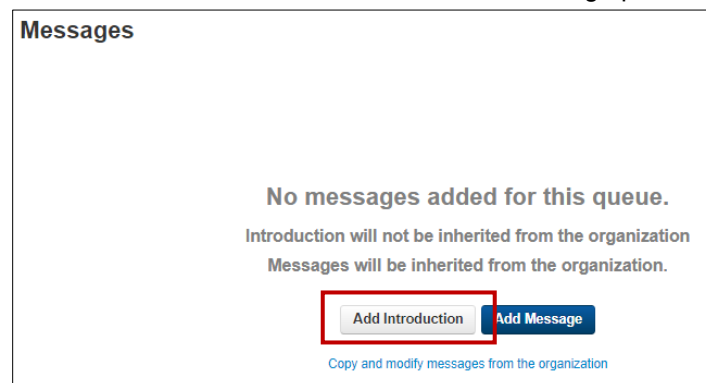 Messages
No messages added for this queue.
Introduction will not be inherited from the organization
Messages will be inherited from the organization.
Add Introduction Add Message
Copy and modify messages from the organization